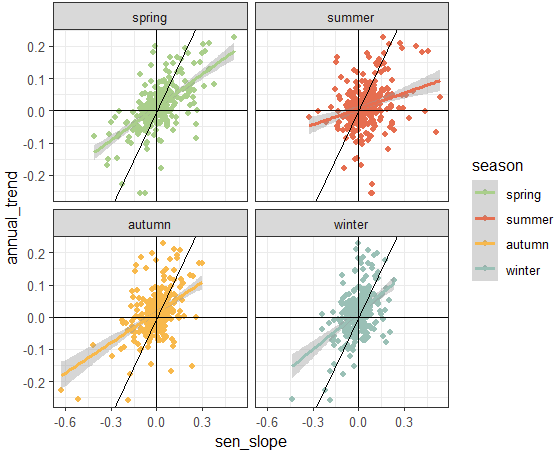 spring summer
0.2
0.1
0.0
-0.1
-0.2
autumn winter
0.2
0.1
0.0
-0.1
-0.2
-0.6 -0.3 0.0 0.3 -0.6 -0.3 0.0 0.3
sen_slope
annual_trend
season
spring
summer
autumn
winter